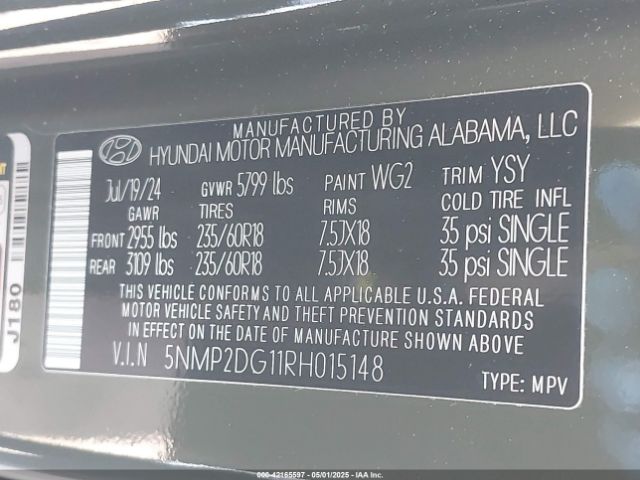 MANUFACTURED BY
HYUNDAI MOTOR MANUFACTURING ALABAMA, LLC
Jul/19/24 GVWR 5799 lbs PAINT WG2 TRIM YSY
GAWR TIRES RIMS COLD TIRE INFL
FRONT 2955 lbs 235/60R18 7.5JX18 35 psi SINGLE
REAR 3109 lbs 235/60R18 7.5JX18 35 psi SINGLE
THIS VEHICLE CONFORMS TO ALL APPLICABLE U.S.A. FEDERAL
MOTOR VEHICLE SAFETY AND THEFT PREVENTION STANDARDS
IN EFFECT ON THE DATE OF MANUFACTURE SHOWN ABOVE.
V.I.N 5NMP2DG11RH015148
TYPE: MPV
J180
000-42165597 - 05/01/2025 - IAA Inc.